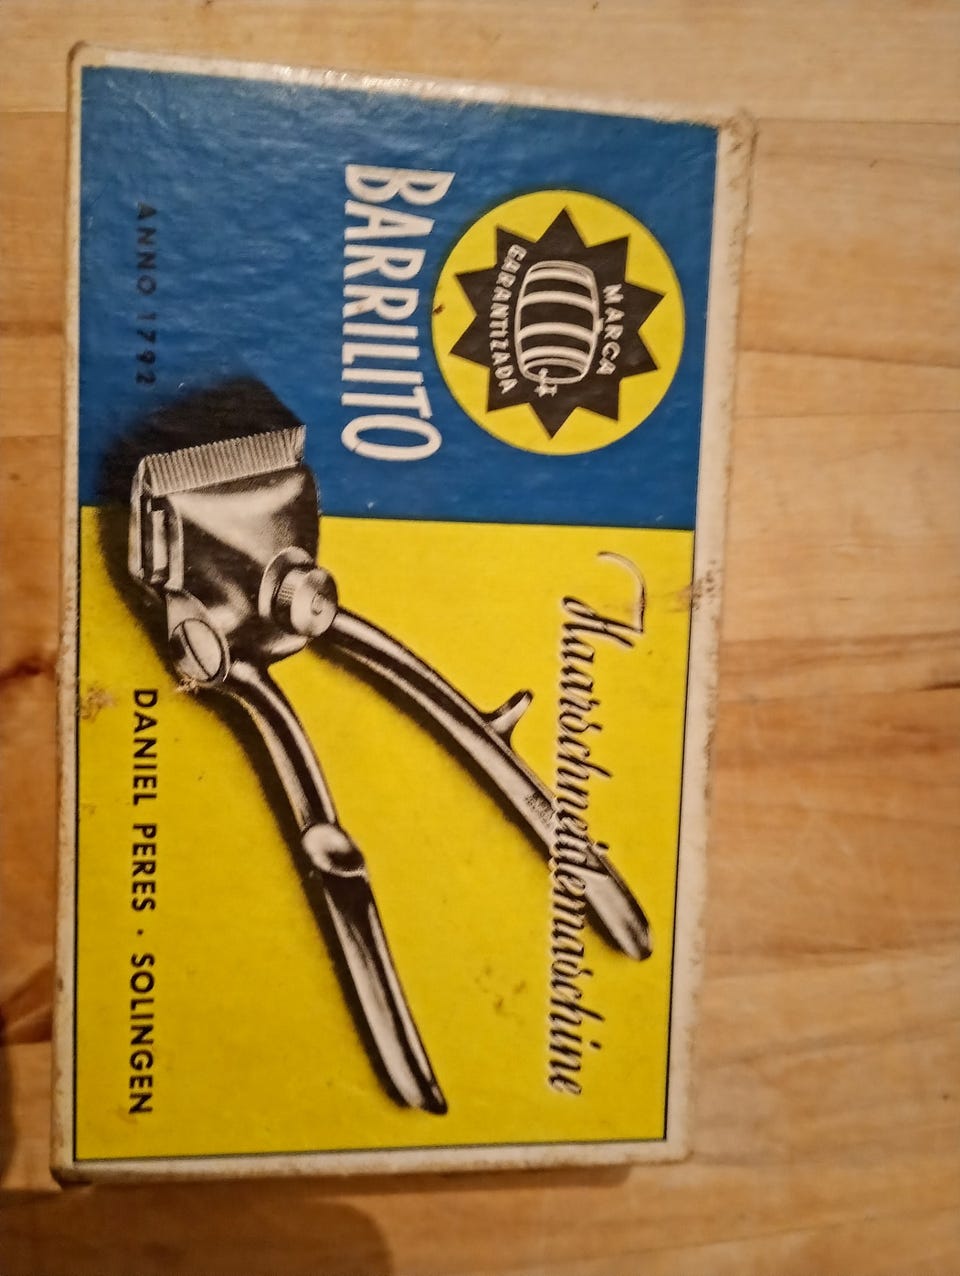 MARCA
GARANTIZADA
BARRILITO
ANNO 1792
Haarschneidemaschine
DANIEL PERES · SOLINGEN